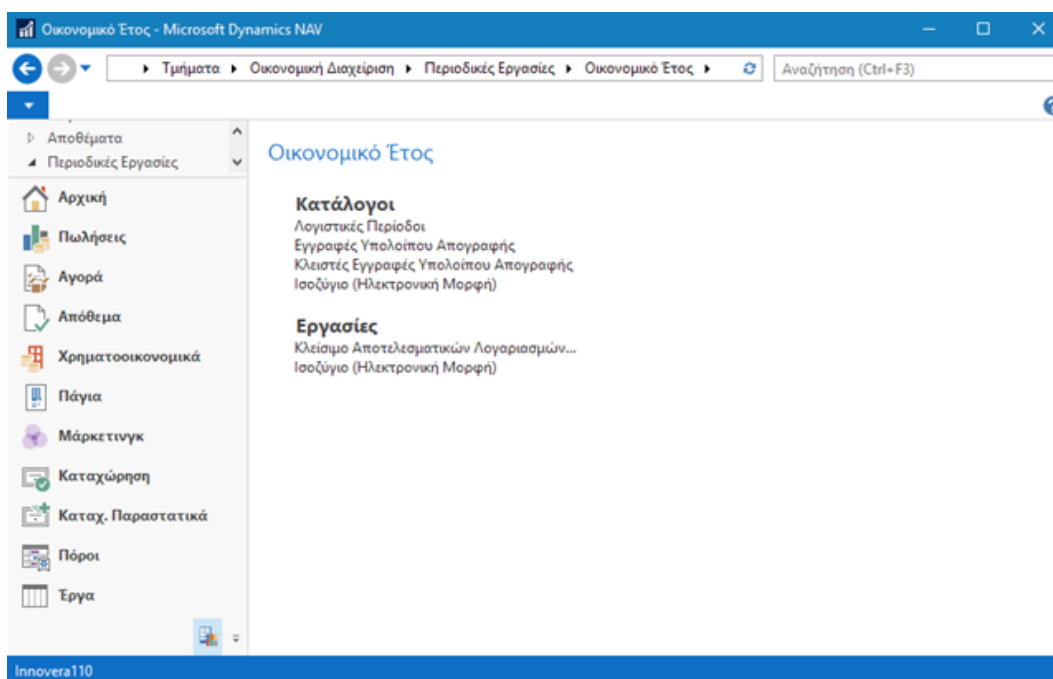 Οικονομικό Έτος - Microsoft Dynamics NAV
Τμήματα Οικονομική Διαχείριση Περιοδικές Εργασίες Οικονομικό Έτος Αναζήτηση (Ctrl+F3)
Αποθέματα
Περιοδικές Εργασίες
Αρχική
Πωλήσεις
Αγορά
Απόθεμα
Χρηματοοικονομικά
Πάγια
Μάρκετινγκ
Καταχώρηση
Καταχ. Παραστατικά
Πόροι
Έργα
Οικονομικό Έτος
Κατάλογοι
Λογιστικές Περίοδοι
Εγγραφές Υπολοίπου Απογραφής
Κλειστές Εγγραφές Υπολοίπου Απογραφής
Ισοζύγιο (Ηλεκτρονική Μορφή)
Εργασίες
Κλείσιμο Αποτελεσματικών Λογαριασμών...
Ισοζύγιο (Ηλεκτρονική Μορφή)
Innovera110